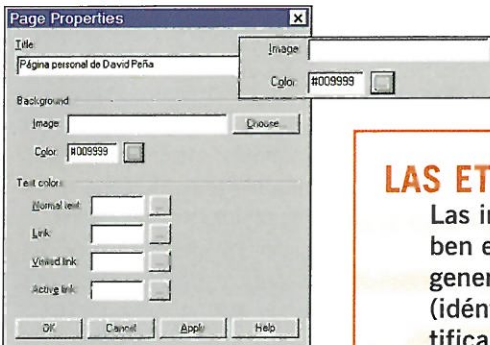 Page Properties
Title:
Página personal de David Peña
Background:
Image:
Choose...
Color:
#009999
Text colors:
Normal text:
Link:
Visited link:
Active link:
OK
Cancel
Apply
Help
Image:
Color:
#009999
LAS ET
Las in
ben e
gener
(idént
tifica